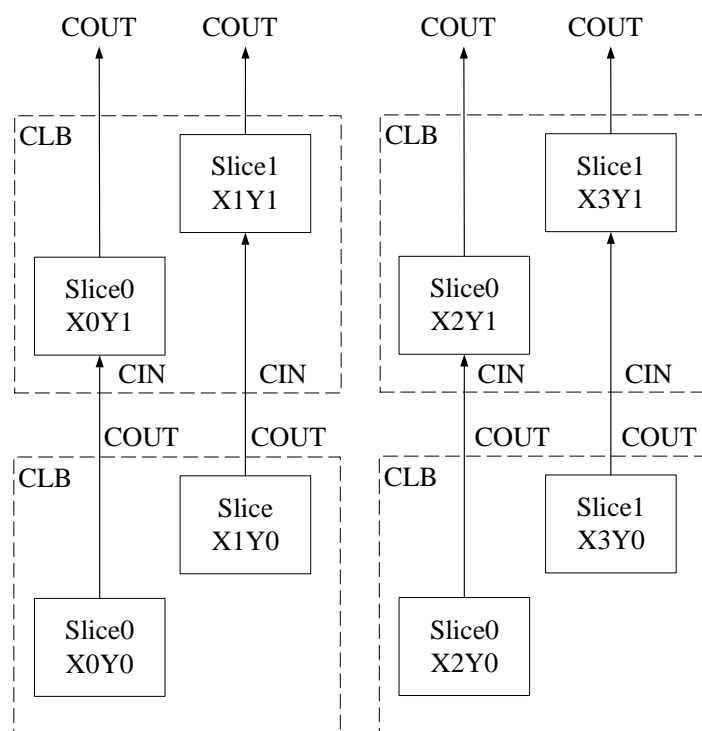 COUT
COUT
COUT
COUT
CLB
Slice1
X1Y1
CLB
Slice1
X3Y1
Slice0
X0Y1
Slice0
X2Y1
CIN
CIN
CIN
CIN
COUT
COUT
COUT
COUT
CLB
Slice
X1Y0
CLB
Slice1
X3Y0
Slice0
X0Y0
Slice0
X2Y0